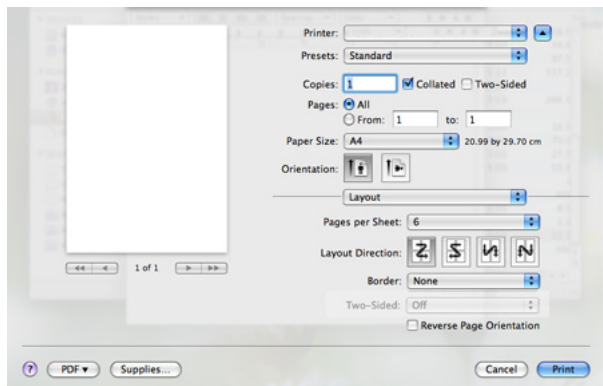 Printer:
Presets: Standard
Copies: 1 Collated Two-Sided
Pages: All
From: 1 to: 1
Paper Size: A4 20.99 by 29.70 cm
Orientation:
Layout
Pages per Sheet: 6
Layout Direction:
Border: None
Two-Sided: Off
Reverse Page Orientation
1 of 1
? PDF ▾ Supplies... Cancel Print